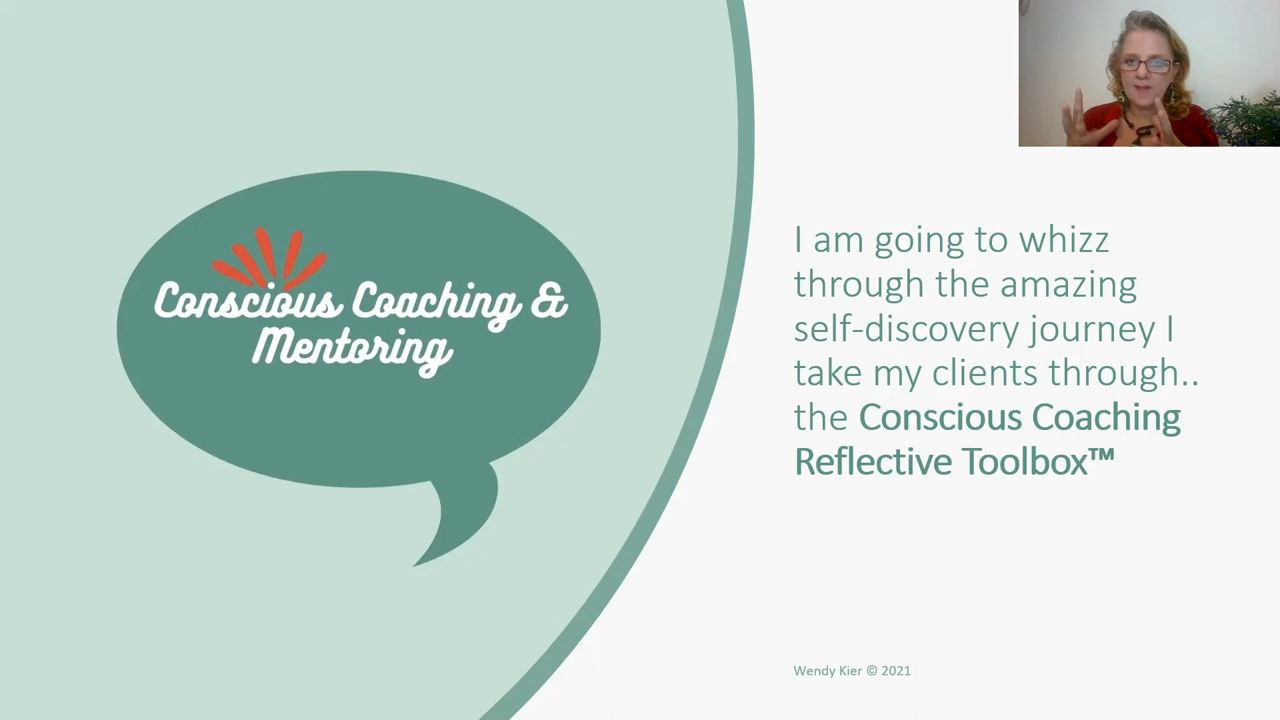 Conscious Coaching &
Mentoring
I am going to whizz
through the amazing
self-discovery journey I
take my clients through..
the Conscious Coaching
Reflective Toolbox™
Wendy Kier © 2021